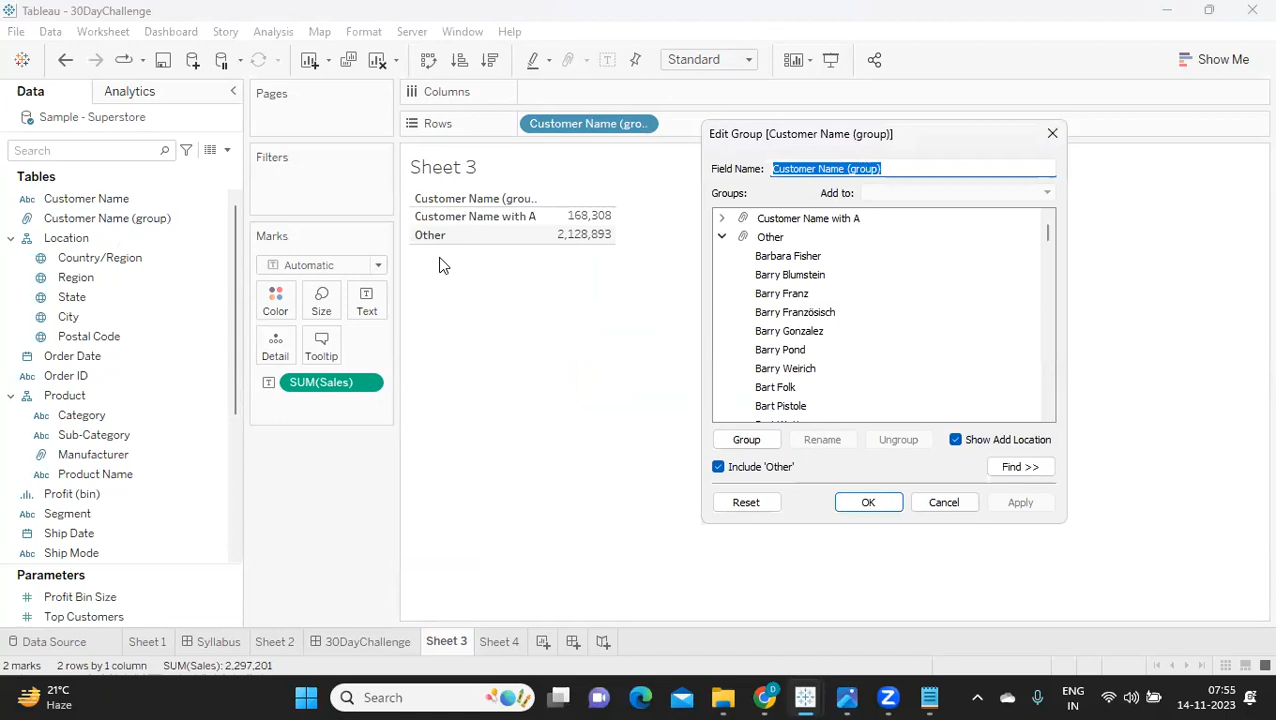 Tableau - 30DayChallenge
File Data Worksheet Dashboard Story Analysis Map Format Server Window Help
Standard
Show Me
Data Analytics
Sample - Superstore
Search
Tables
Abc Customer Name
Customer Name (group)
Location
Country/Region
Region
State
City
Postal Code
Order Date
Order ID
Product
Abc Category
Abc Sub-Category
Manufacturer
Abc Product Name
Profit (bin)
Abc Segment
Ship Date
Abc Ship Mode
Parameters
# Profit Bin Size
# Top Customers
Pages
Filters
Marks
Automatic
Color Size Text
Detail Tooltip
SUM(Sales)
Columns
Rows Customer Name (gro..
Sheet 3
Customer Name (grou..
Customer Name with A 168,308
Other 2,128,893
Edit Group [Customer Name (group)]
Field Name: Customer Name (group)
Groups: Add to:
Customer Name with A
Other
Barbara Fisher
Barry Blumstein
Barry Franz
Barry Französisch
Barry Gonzalez
Barry Pond
Barry Weirich
Bart Folk
Bart Pistole
Group Rename Ungroup Show Add Location
Include 'Other' Find >>
Reset OK Cancel Apply
Data Source Sheet 1 Syllabus Sheet 2 30DayChallenge Sheet 3 Sheet 4
2 marks 2 rows by 1 column SUM(Sales): 2,297,201
21°C
Haze
Search
ENG
IN
07:55
14-11-2023